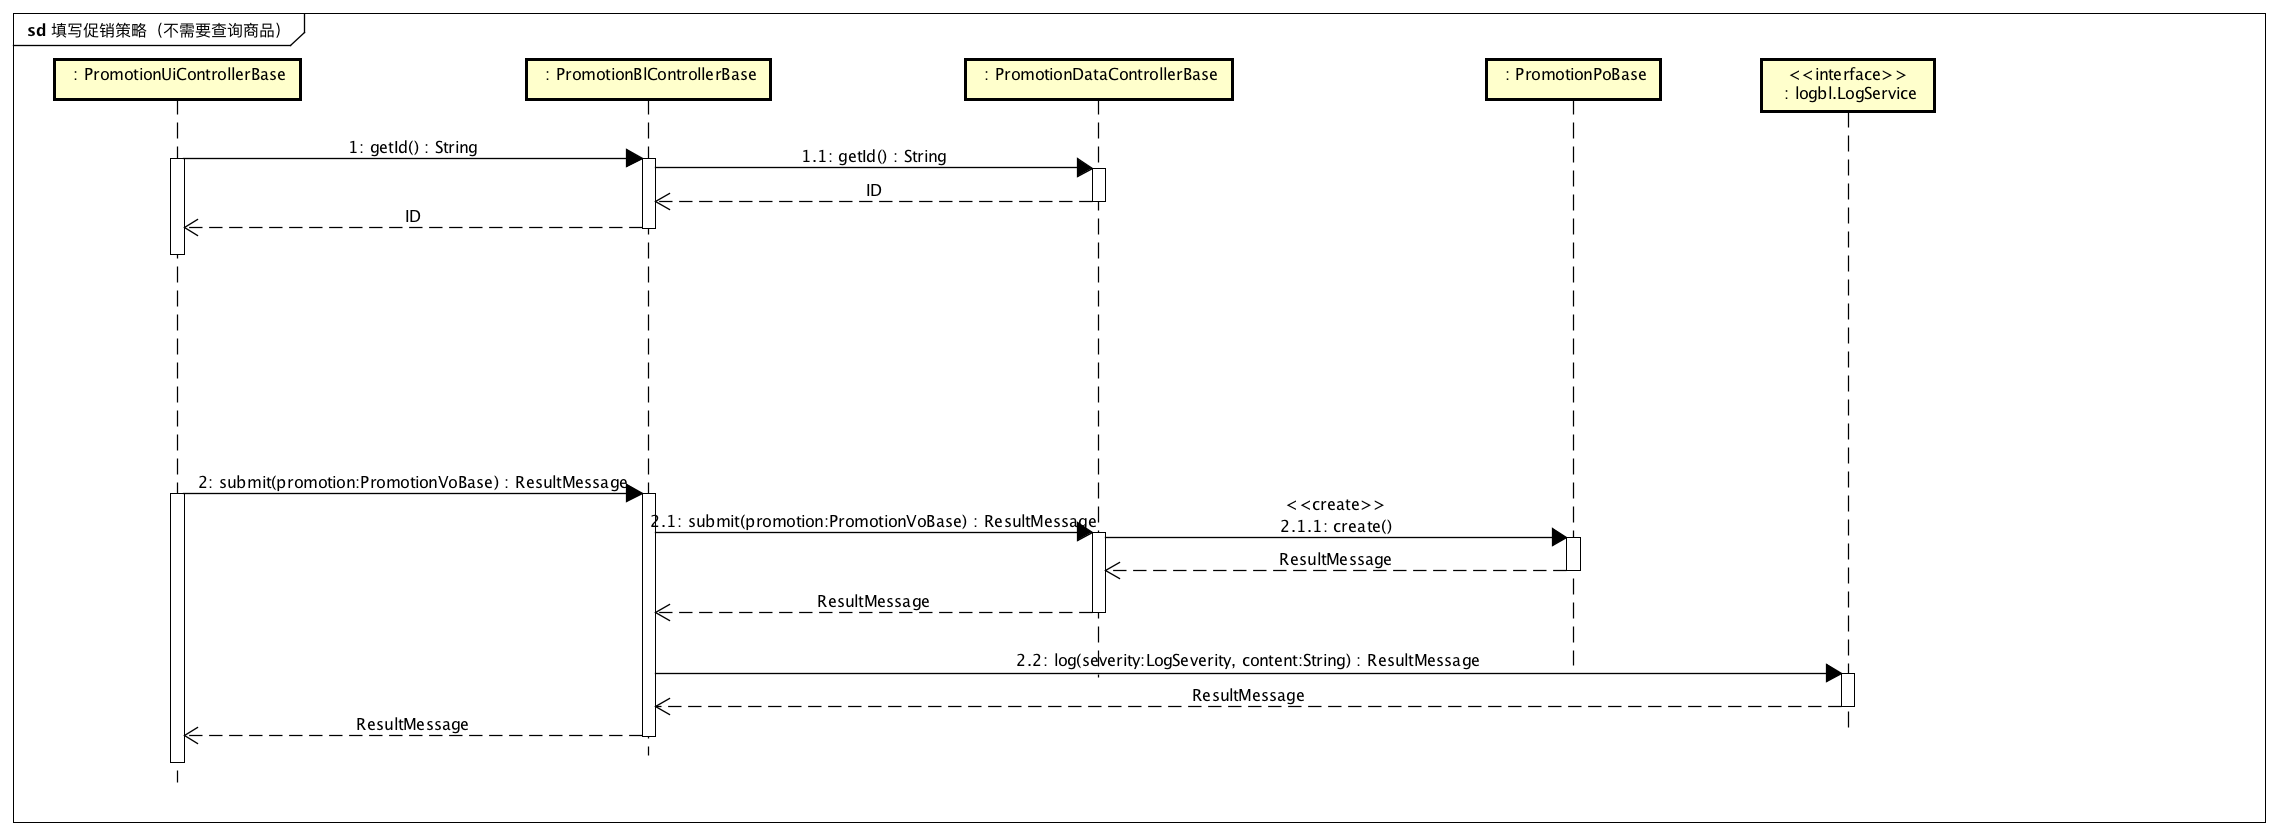 sd 填写促销策略（不需要查询商品）
: PromotionUiControllerBase
: PromotionBlControllerBase
: PromotionDataControllerBase
: PromotionPoBase
<<interface>>
: logbl.LogService
1: getId() : String
1.1: getId() : String
ID
ID
2: submit(promotion:PromotionVoBase) : ResultMessage
<<create>>
2.1: submit(promotion:PromotionVoBase) : ResultMessage
2.1.1: create()
ResultMessage
ResultMessage
2.2: log(severity:LogSeverity, content:String) : ResultMessage
ResultMessage
ResultMessage